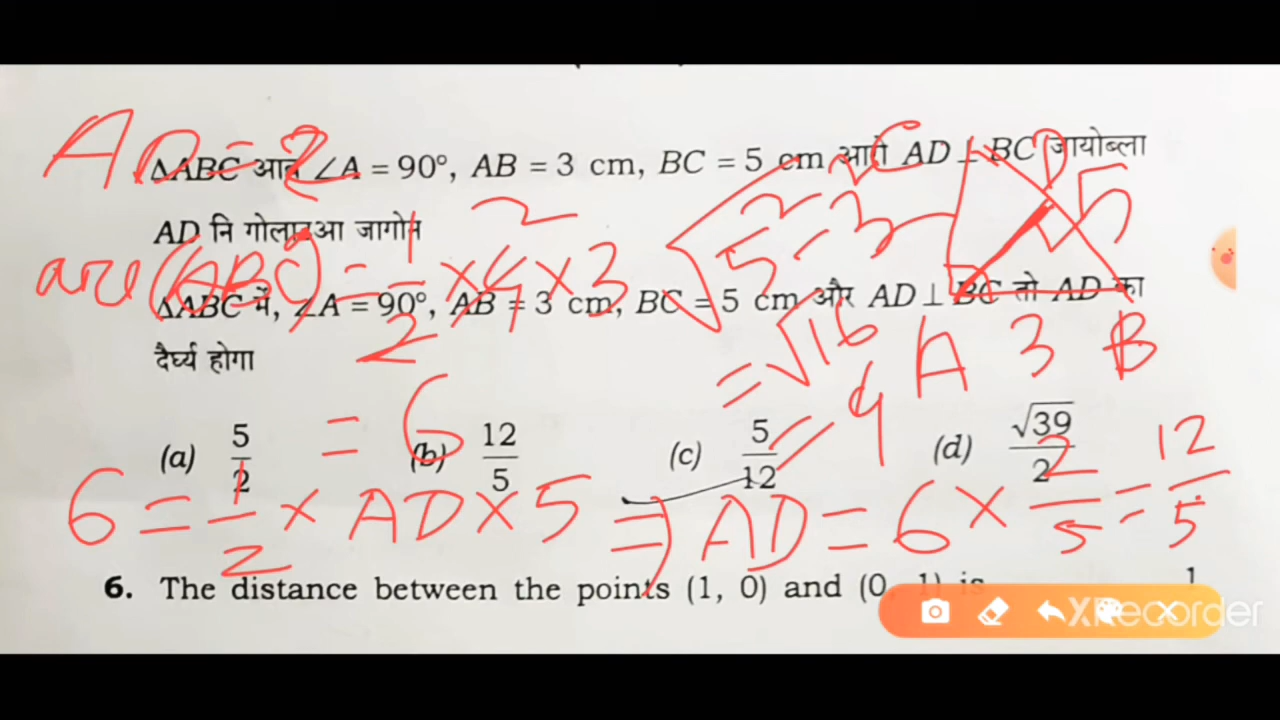 AD = ?
ΔABC आव ∠A = 90°, AB = 3 cm, BC = 5 cm आरो AD ⊥ BC जायोब्ला
AD नि गोलावआ जागोन
C D 5
√5² - 3²
are(ABC) = 1/2 × 4 × 3
ΔABC में, ∠A = 90°, AB = 3 cm, BC = 5 cm और AD ⊥ BC तो AD का
दैर्घ्य होगा
= √16 A 3 B
= 6 = 4
(a) 5/2 (b) 12/5 (c) 5/12 (d) √39/2
6 = 1/2 × AD × 5 ⇒ AD = 6 × 2/5 = 12/5
6. The distance between the points (1, 0) and (0, 1) is 1
XRecorder